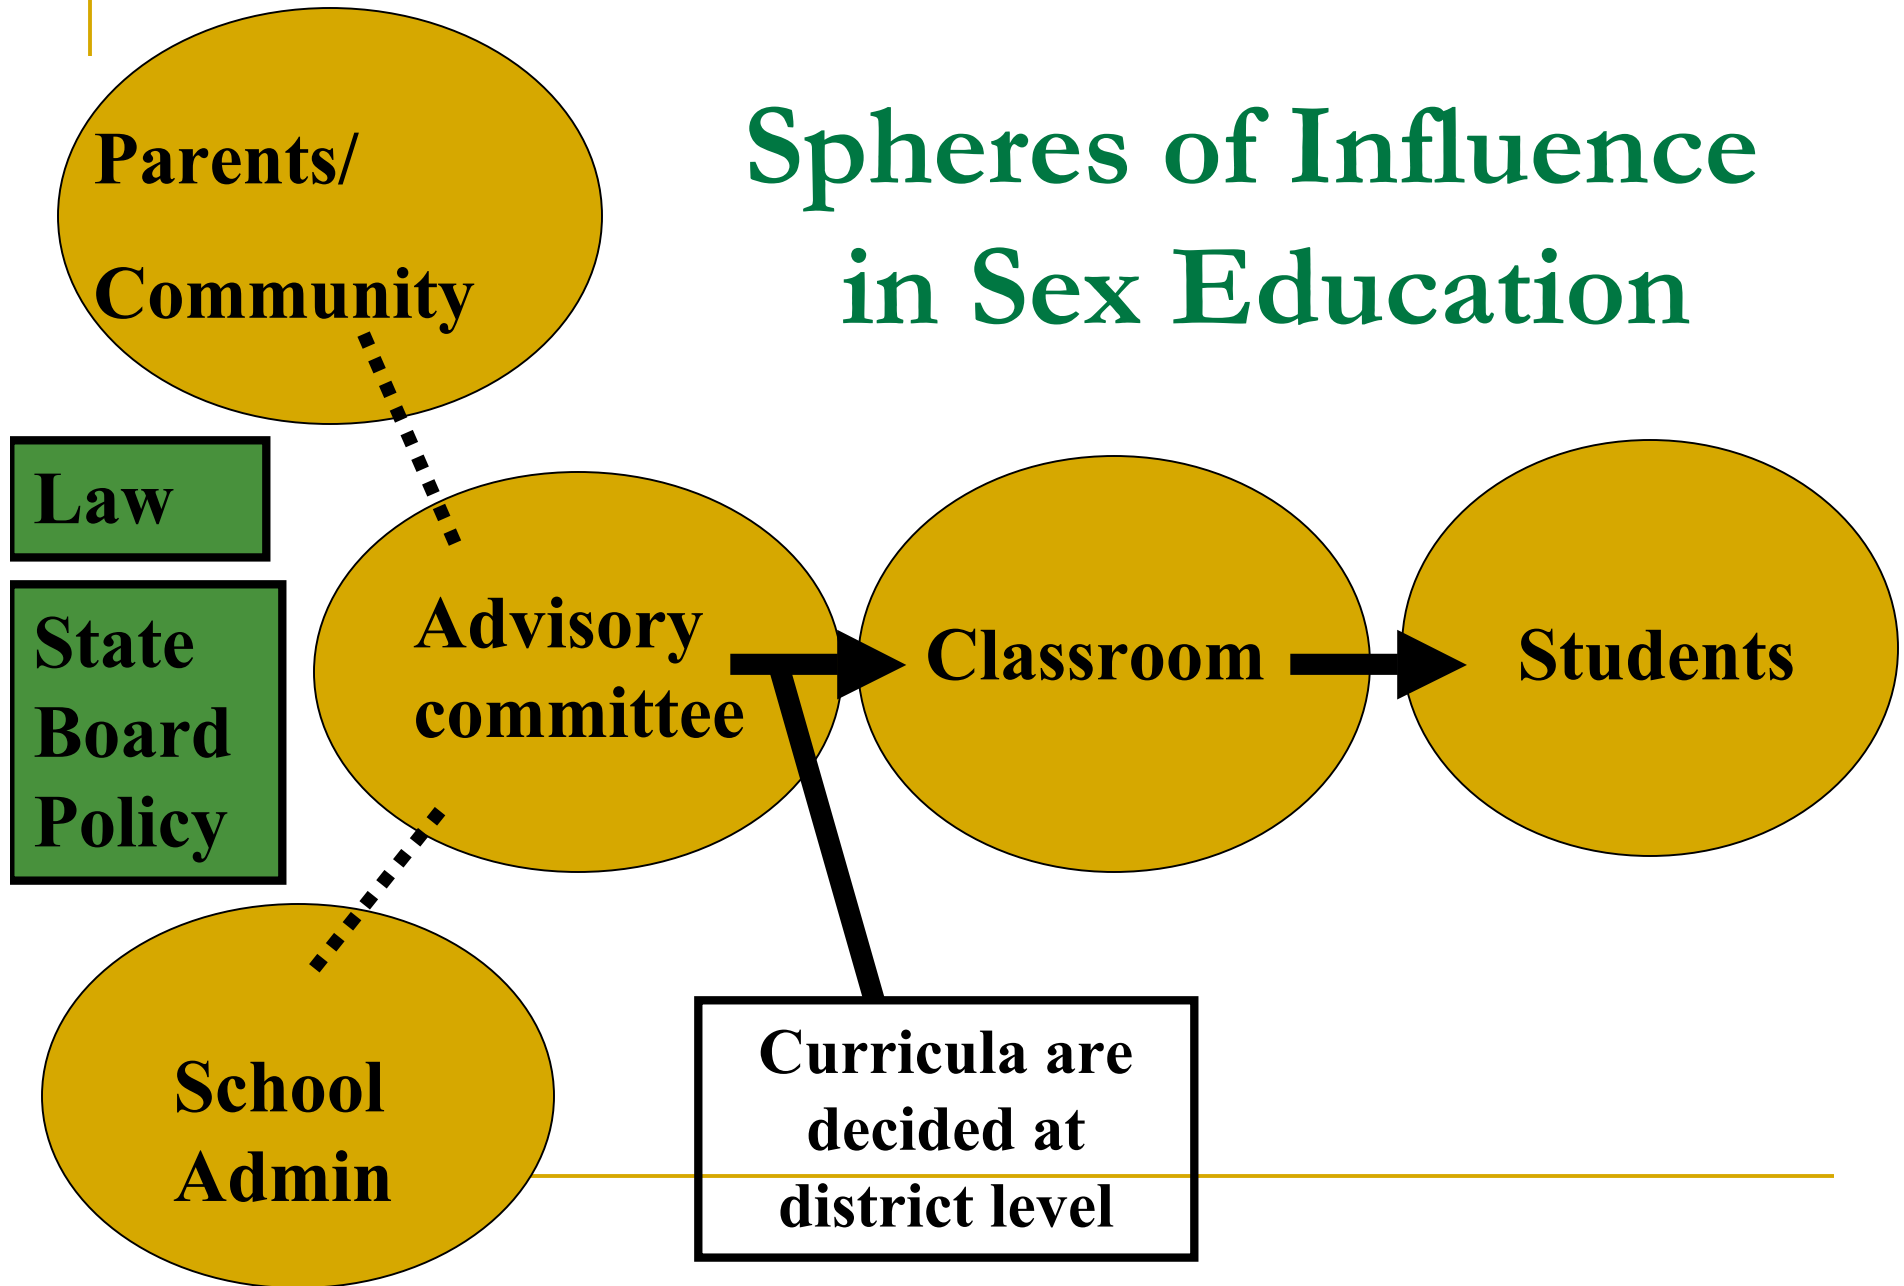 Spheres of Influence
in Sex Education
Parents/
Community
Law
State
Board
Policy
Advisory
committee
Classroom
Students
School
Admin
Curricula are
decided at
district level